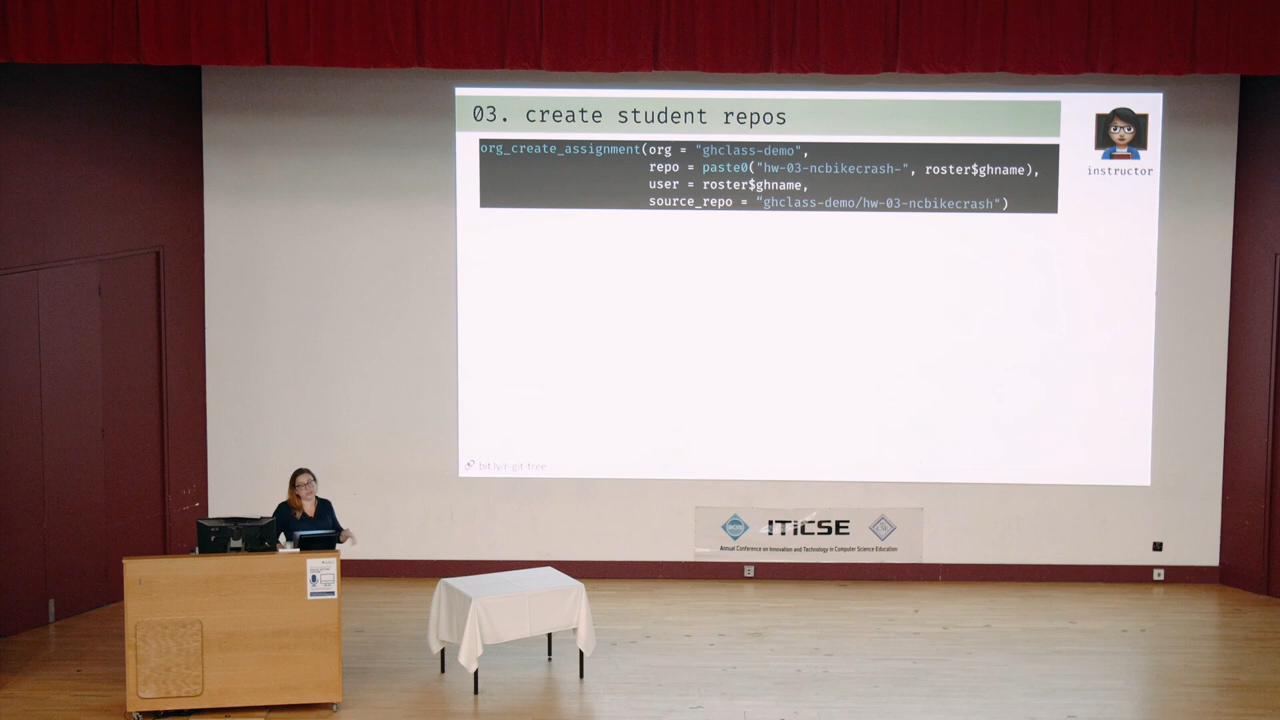 03. create student repos
org_create_assignment(org = "ghclass-demo",
repo = paste0("hw-03-ncbikecrash-", roster$ghname),
user = roster$ghname,
source_repo = "ghclass-demo/hw-03-ncbikecrash")
instructor
bit.ly/r-git-tree
ITiCSE
Annual Conference on Innovation and Technology in Computer Science Education